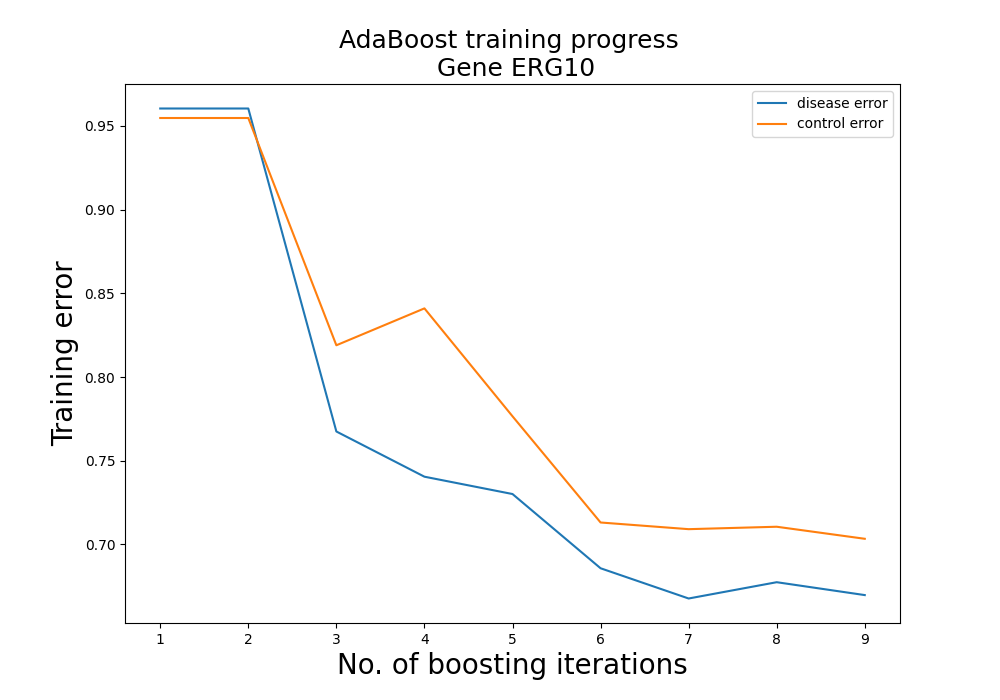 AdaBoost training progress
Gene ERG10
disease error
control error
0.95
0.90
0.85
0.80
0.75
0.70
Training error
1 2 3 4 5 6 7 8 9
No. of boosting iterations